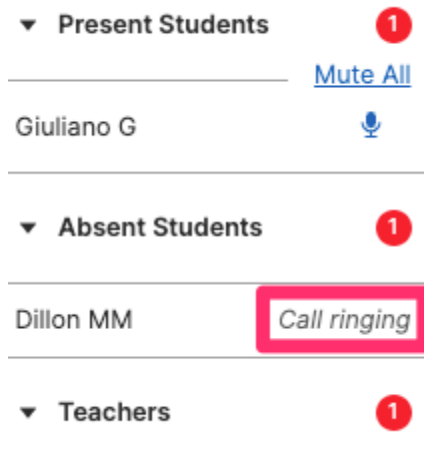 Present Students 1
Mute All
Giuliano G
Absent Students 1
Dillon MM Call ringing
Teachers 1